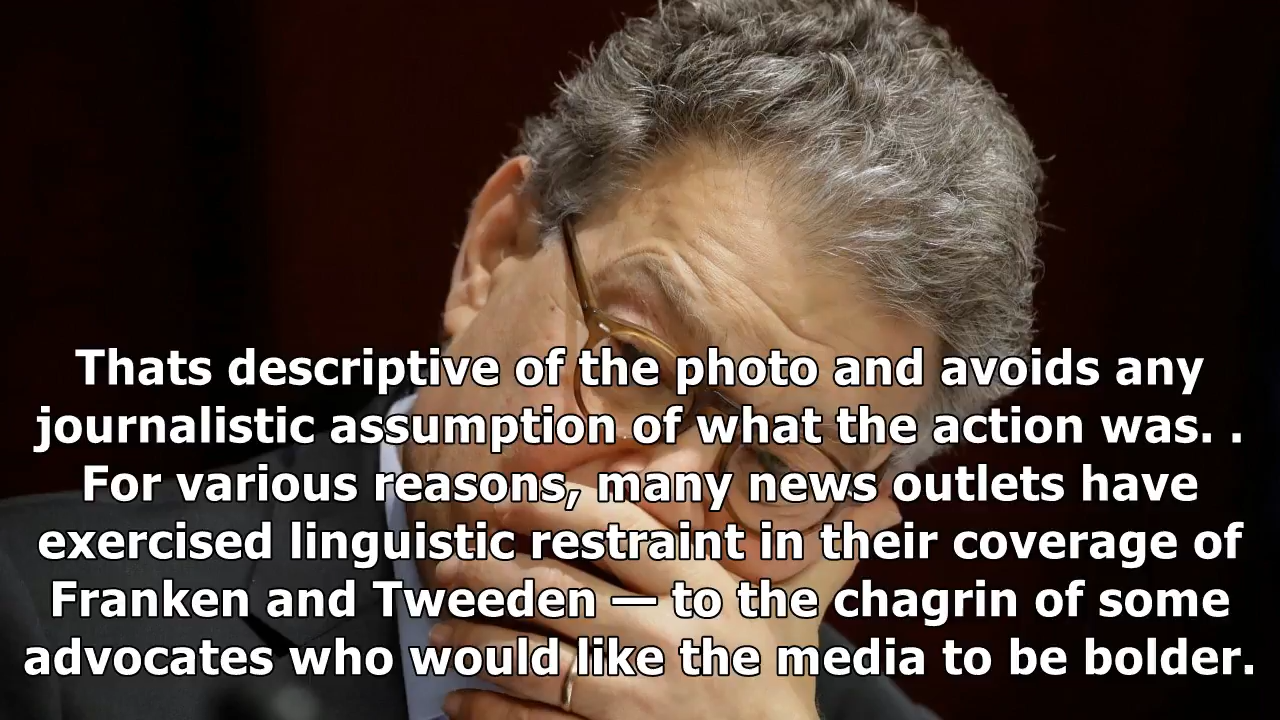 Thats descriptive of the photo and avoids any
journalistic assumption of what the action was. .
For various reasons, many news outlets have
exercised linguistic restraint in their coverage of
Franken and Tweeden — to the chagrin of some
advocates who would like the media to be bolder.